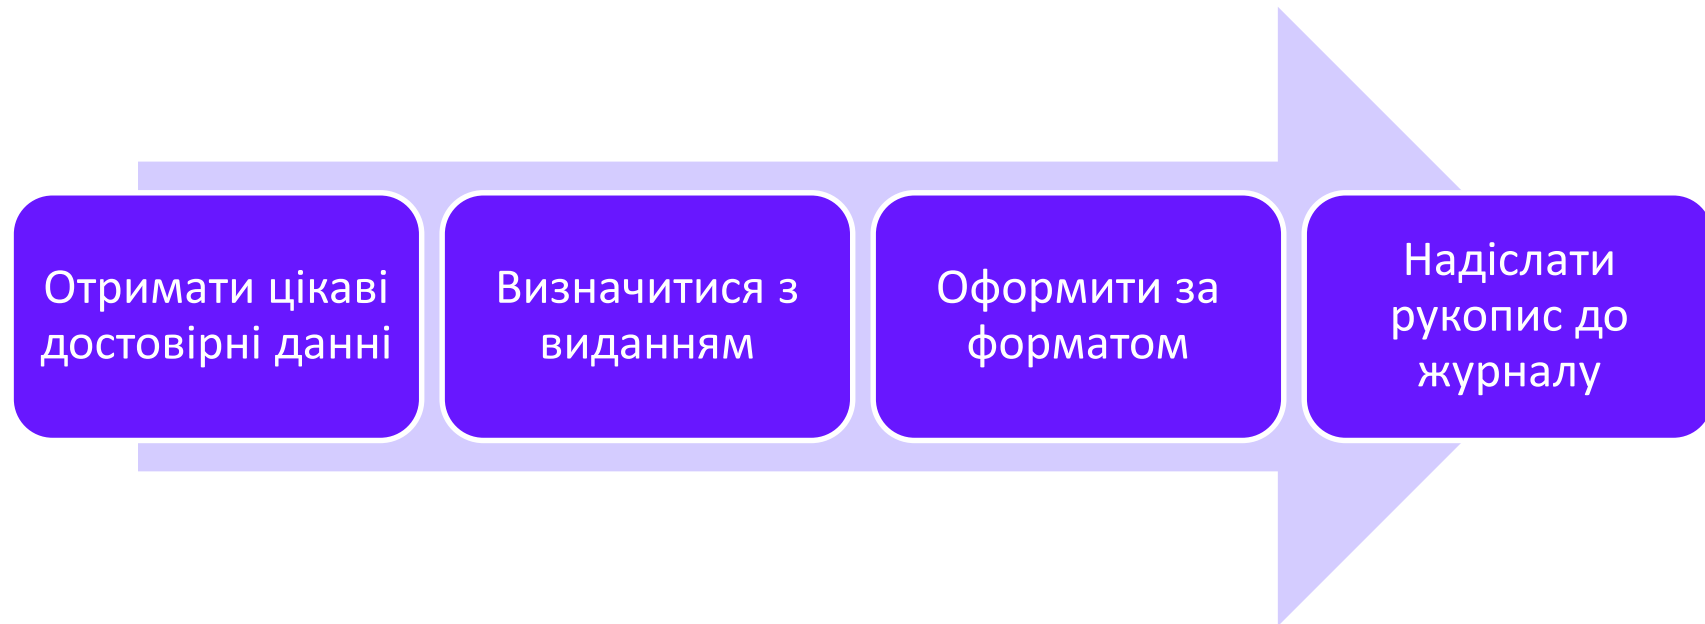 Отримати цікаві
достовірні данні
Визначитися з
виданням
Оформити за
форматом
Надіслати
рукопис до
журналу